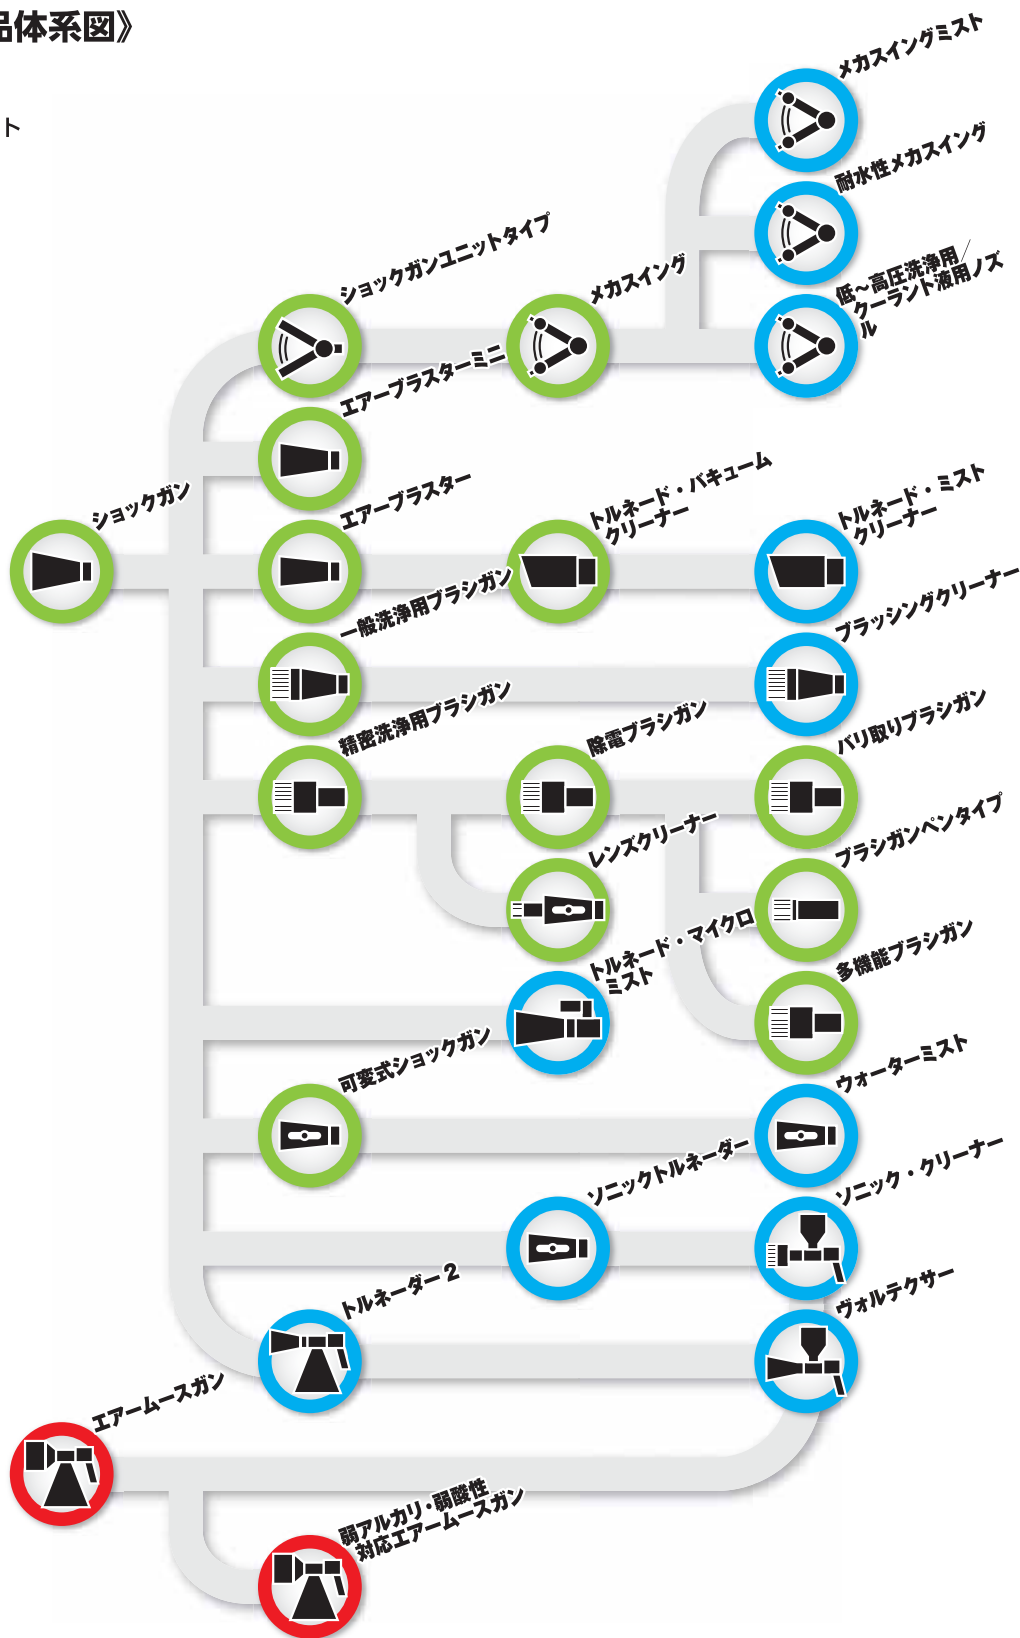 品体系図》
ト
メカスイングミスト
耐水性メカスイング
低～高圧洗浄用／
クーラント液用ノズ
ル
ショックガンユニットタイプ
メカスイング
エアーブラスターミニ
ショックガン
エアーブラスター
トルネード・バキューム
クリーナー
トルネード・ミスト
クリーナー
一般洗浄用ブラシガン
ブラッシングクリーナー
精密洗浄用ブラシガン
除電ブラシガン
バリ取りブラシガン
レンズクリーナー
ブラシガンペンタイプ
トルネード・マイクロ
ミスト
多機能ブラシガン
可変式ショックガン
ウォーターミスト
ソニックトルネーダー
ソニック・クリーナー
トルネーダー 2
ヴォルテクサー
エアームースガン
弱アルカリ・弱酸性
対応エアームースガン